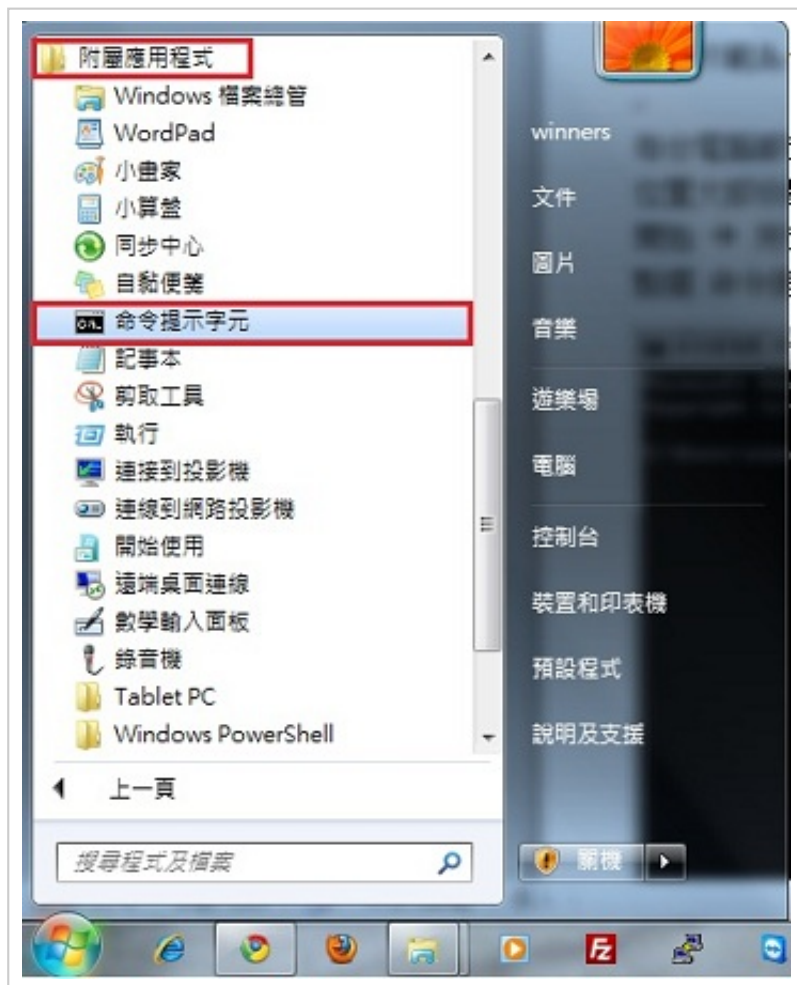 附屬應用程式
Windows 檔案總管
WordPad
小畫家
小算盤
同步中心
自黏便箋
命令提示字元
記事本
剪取工具
執行
連接到投影機
連線到網路投影機
開始使用
遠端桌面連線
數學輸入面板
錄音機
Tablet PC
Windows PowerShell
上一頁
搜尋程式及檔案
winners
文件
圖片
音樂
遊樂場
電腦
控制台
裝置和印表機
預設程式
說明及支援
關機